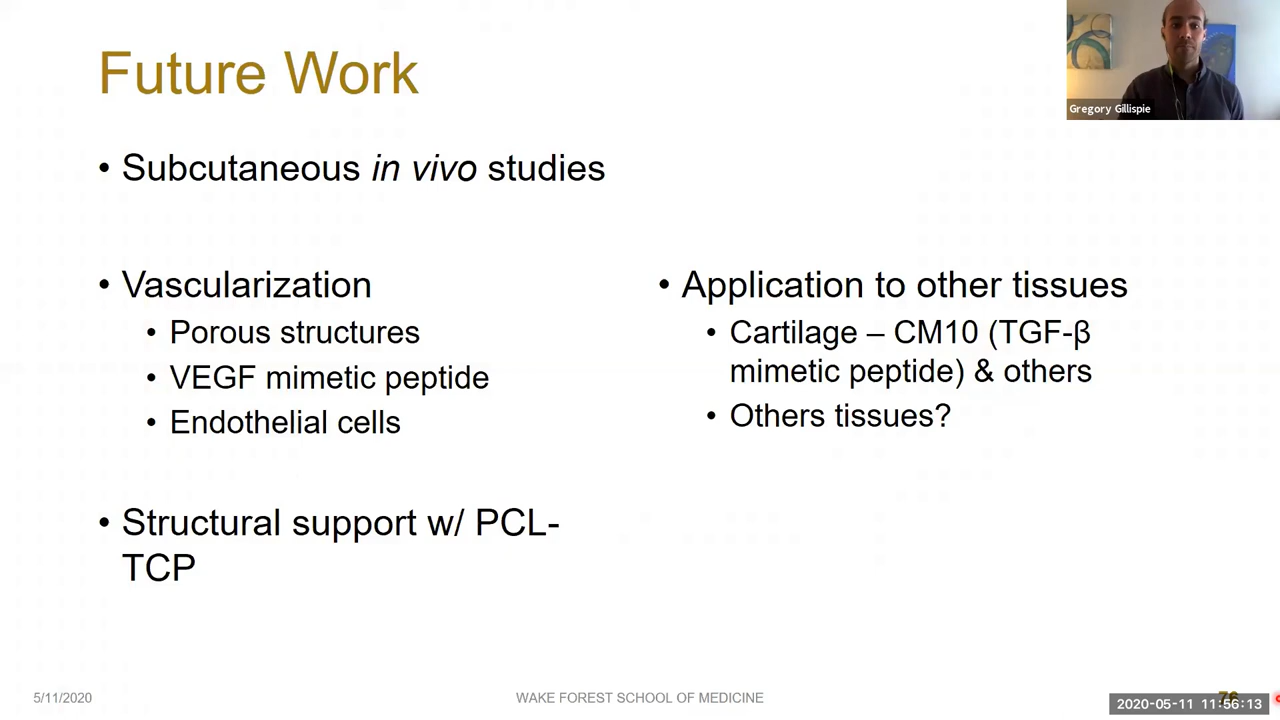 Future Work
Gregory Gillispie
• Subcutaneous in vivo studies
• Vascularization
• Porous structures
• VEGF mimetic peptide
• Endothelial cells
• Structural support w/ PCL-
TCP
• Application to other tissues
• Cartilage – CM10 (TGF-β
mimetic peptide) & others
• Others tissues?
5/11/2020
WAKE FOREST SCHOOL OF MEDICINE
2020-05-11 11:56:13